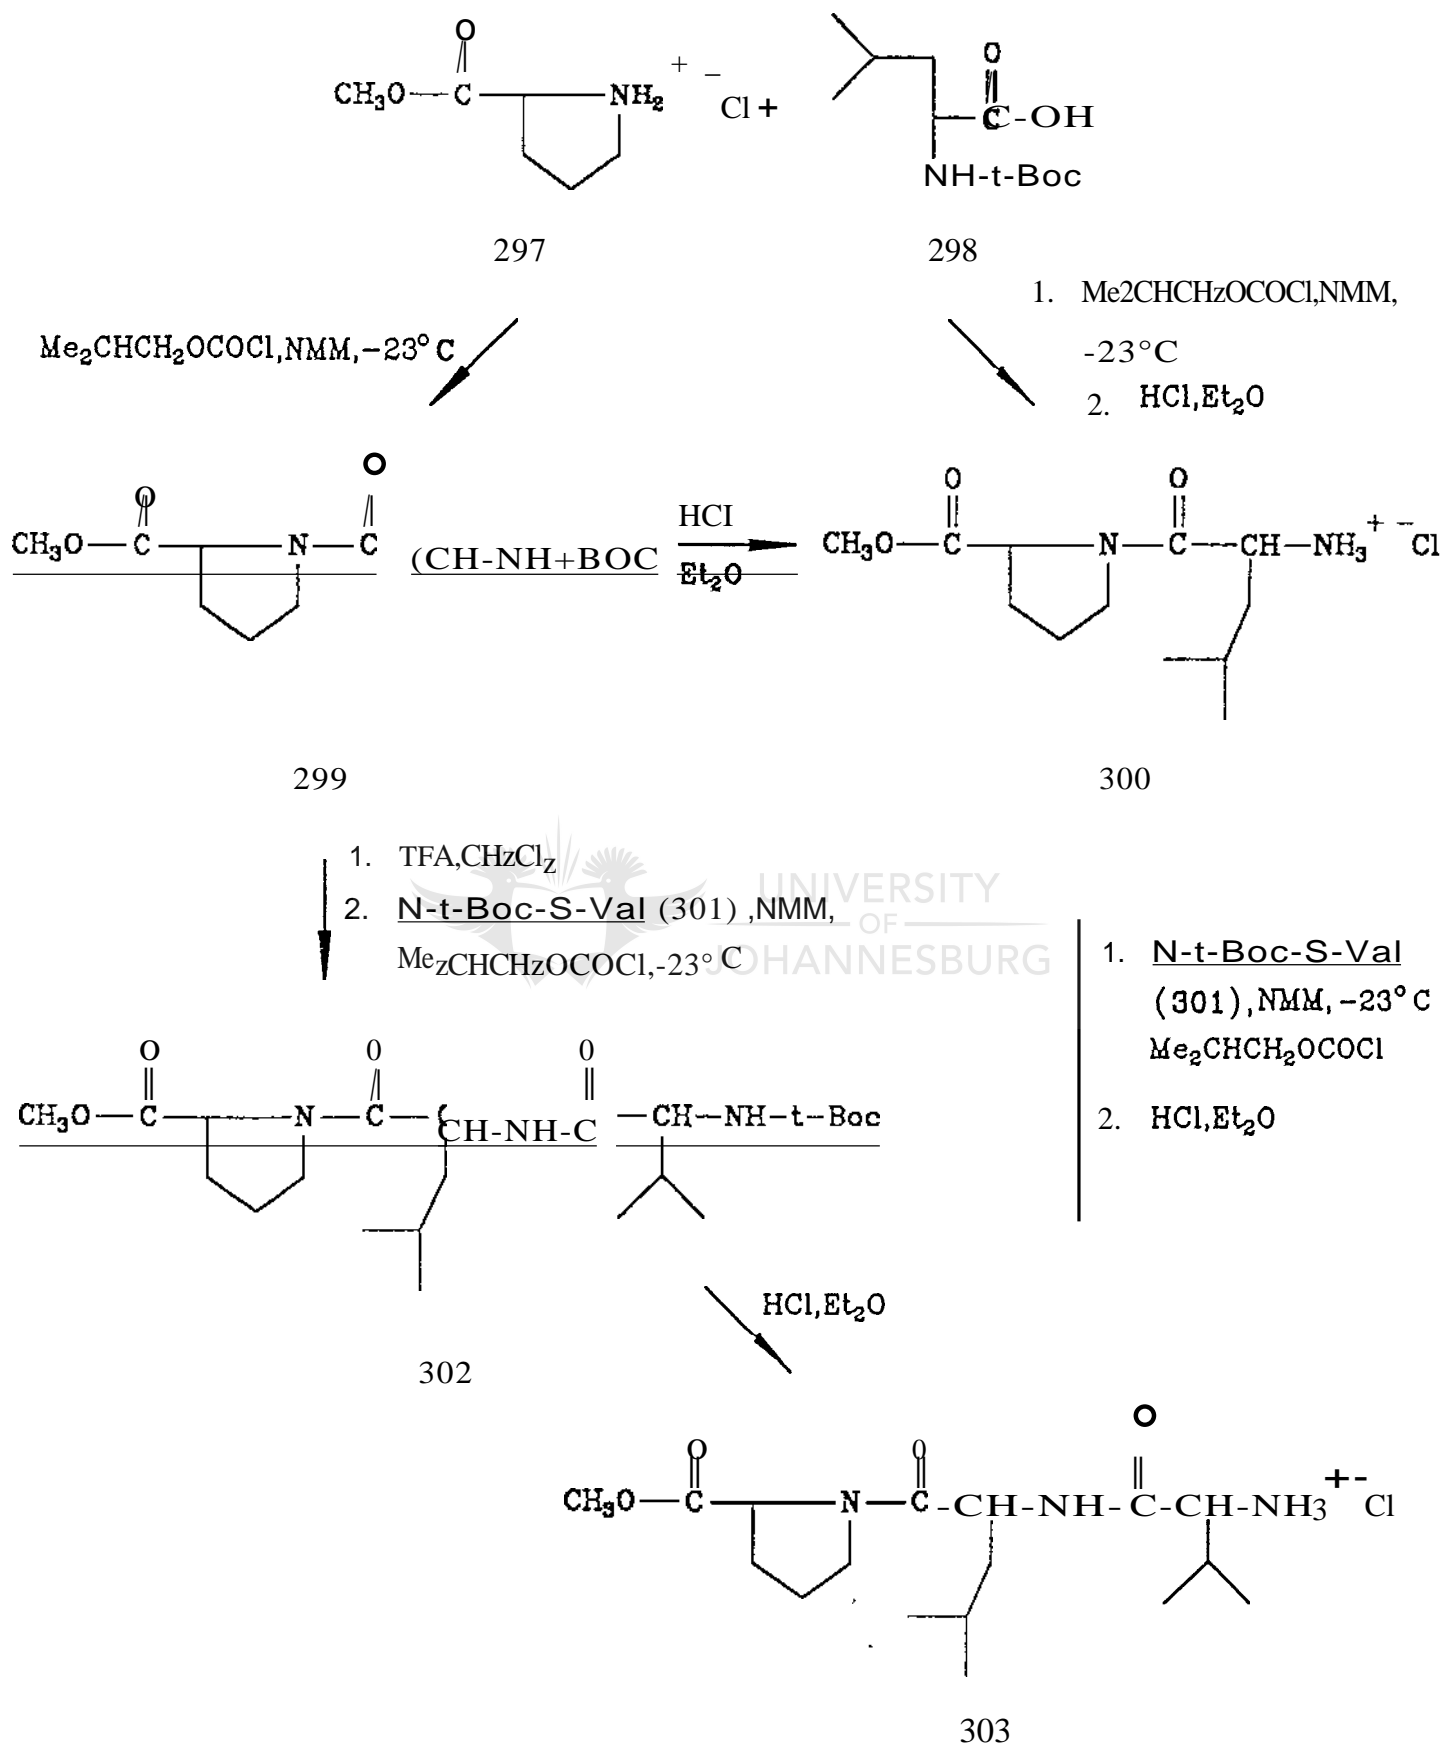 O
CH3O-C NH2 + - Cl +
O
C-OH
NH-t-Boc
297 298
1. Me2CHCHzOCOCl,NMM,
-23°C
2. HCl,Et2O
Me2CHCH2OCOCl,NMM,-23°C
O O
CH3O-C N-C (CH-NH+BOC
HCI
Et2O
O O
CH3O-C N-C-CH-NH3 + - Cl
299 300
1. TFA,CHzClz
2. N-t-Boc-S-Val (301) ,NMM,
MezCHCHzOCOCl,-23°C
UNIVERSITY
OF
JOHANNESBURG
1. N-t-Boc-S-Val
(301),NMM,-23°C
Me2CHCH2OCOCl
2. HCl,Et2O
O 0 0
CH3O-C N-C-CH-NH-C-CH-NH-t-Boc
HCl,Et2O
302
O O O
CH3O-C N-C-CH-NH-C-CH-NH3 +- Cl
303